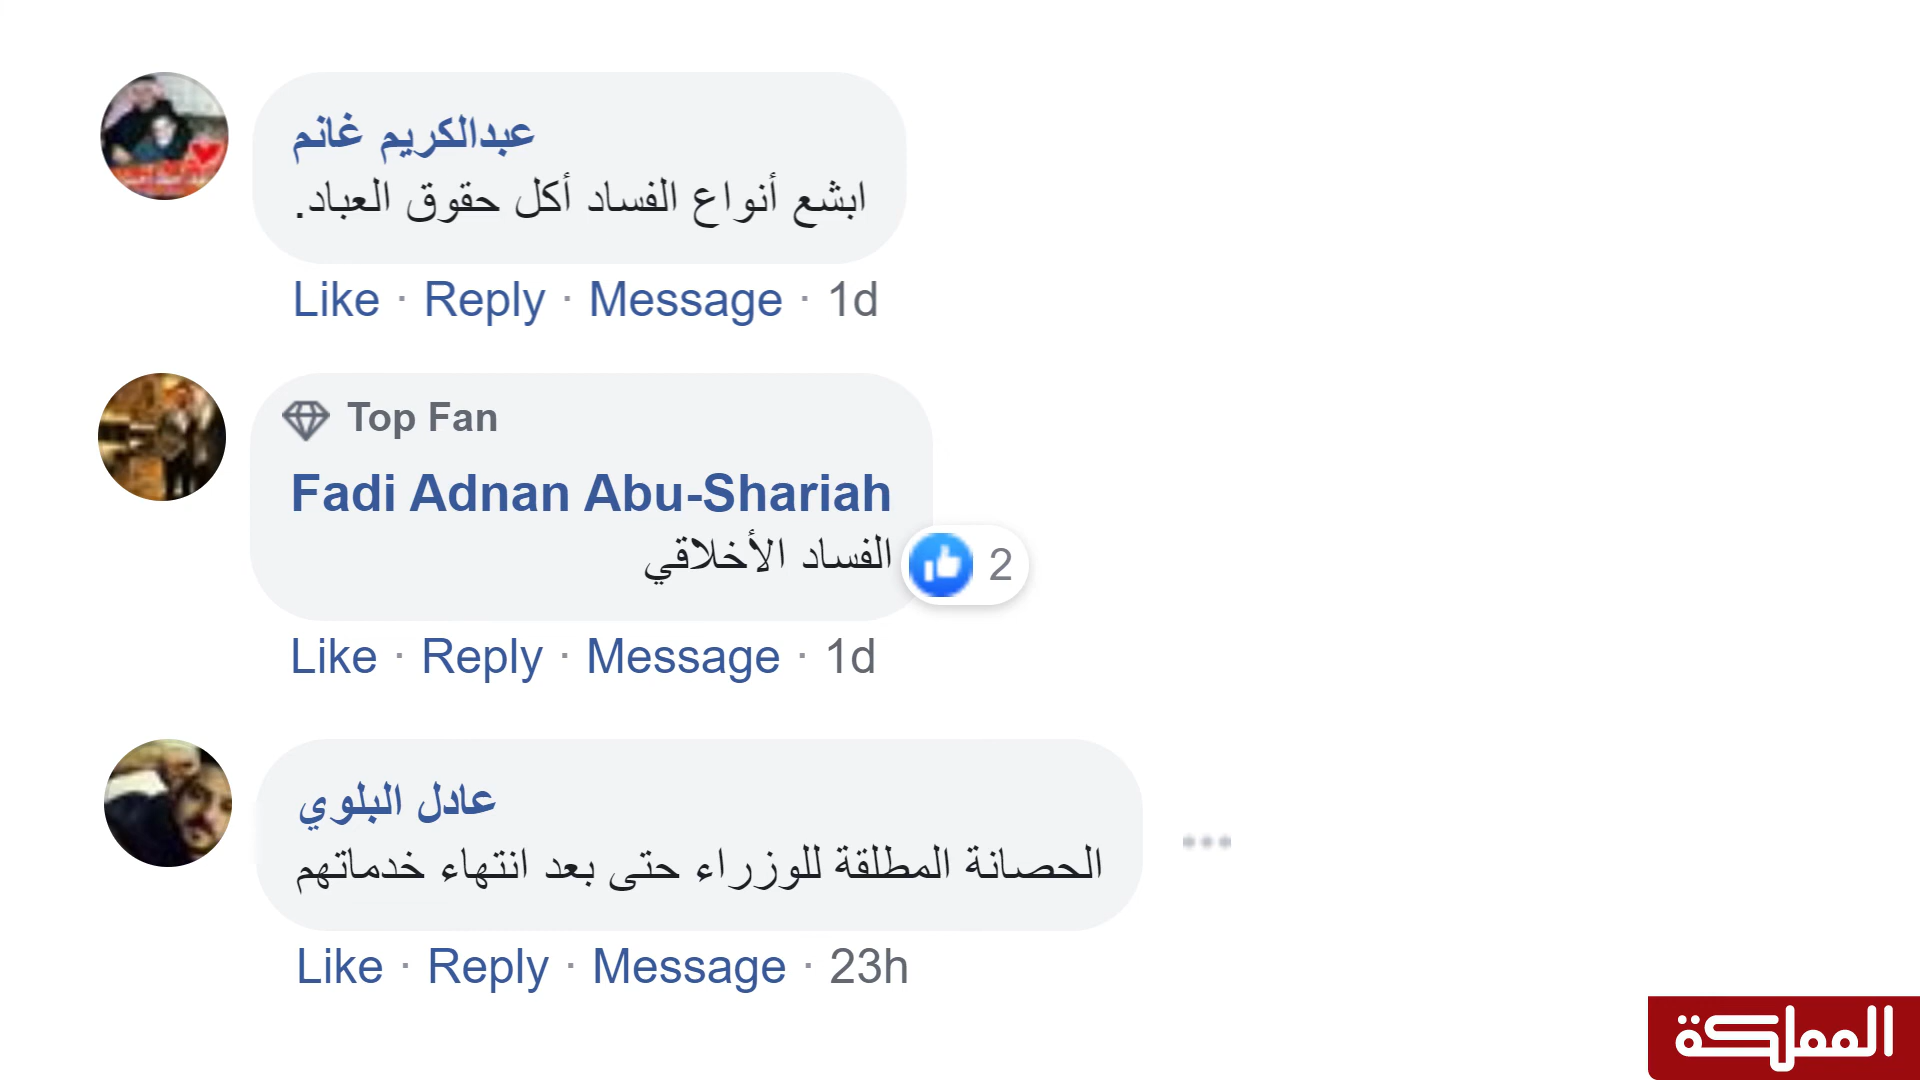 عبدالكريم غانم
ابشع أنواع الفساد أكل حقوق العباد.
Like · Reply · Message · 1d
Top Fan
Fadi Adnan Abu-Shariah
الفساد الأخلاقي
2
Like · Reply · Message · 1d
عادل البلوي
الحصانة المطلقة للوزراء حتى بعد انتهاء خدماتهم
Like · Reply · Message · 23h
المملكة